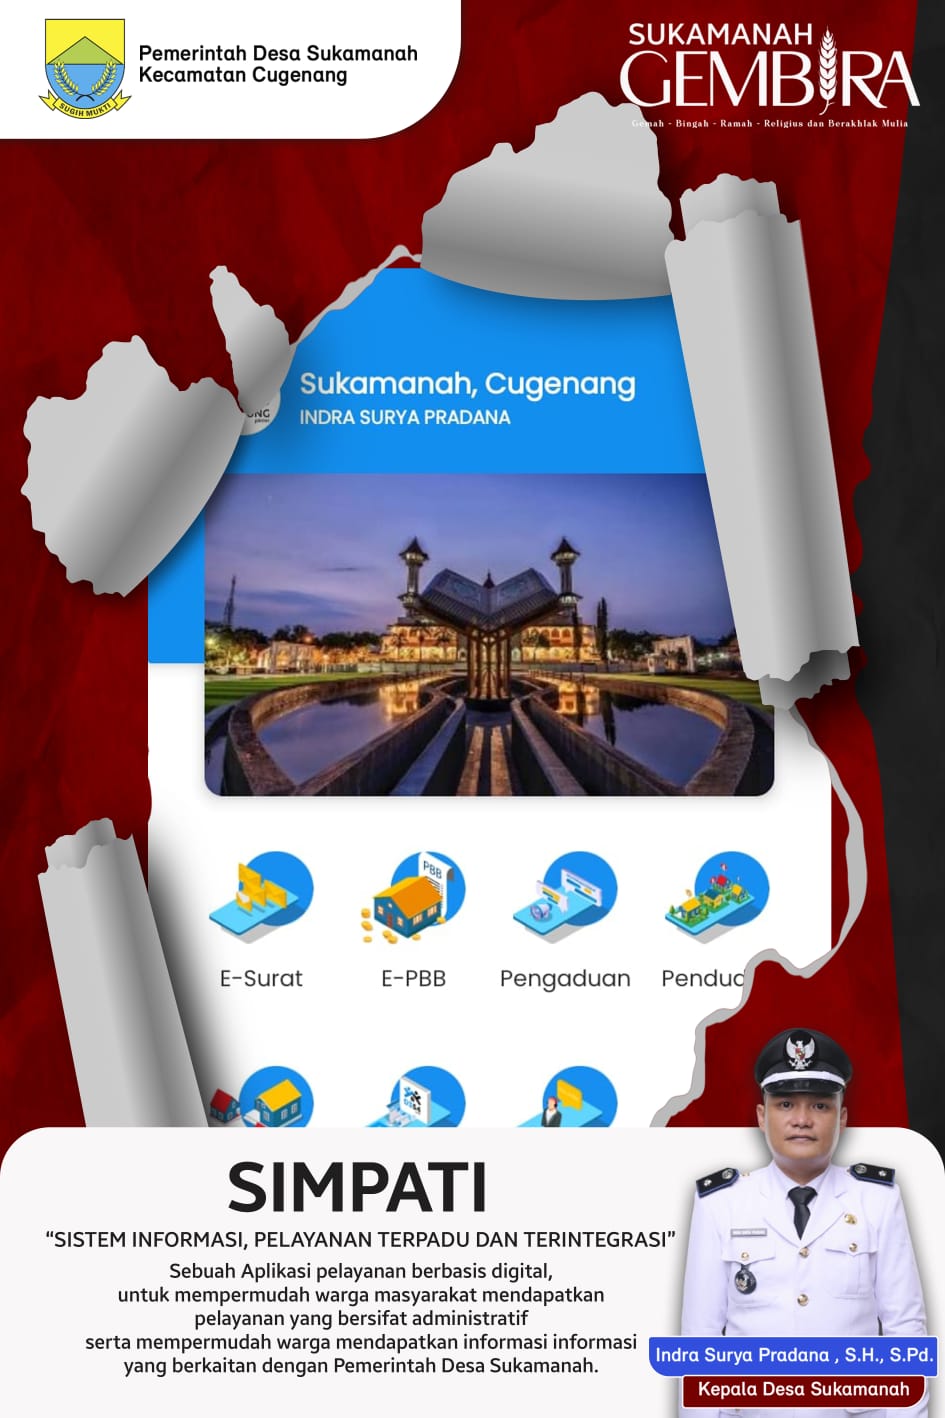 SUGIH MUKTI
Pemerintah Desa Sukamanah
Kecamatan Cugenang
SUKAMANAH
GEMBIRA
Gemah - Bingah - Ramah - Religius dan Berakhlak Mulia
Sukamanah, Cugenang
INDRA SURYA PRADANA
PBB
E-Surat
E-PBB
Pengaduan
Penduc
SIMPATI
“SISTEM INFORMASI, PELAYANAN TERPADU DAN TERINTEGRASI”
Sebuah Aplikasi pelayanan berbasis digital,
untuk mempermudah warga masyarakat mendapatkan
pelayanan yang bersifat administratif
serta mempermudah warga mendapatkan informasi informasi
yang berkaitan dengan Pemerintah Desa Sukamanah.
Indra Surya Pradana , S.H., S.Pd.
Kepala Desa Sukamanah